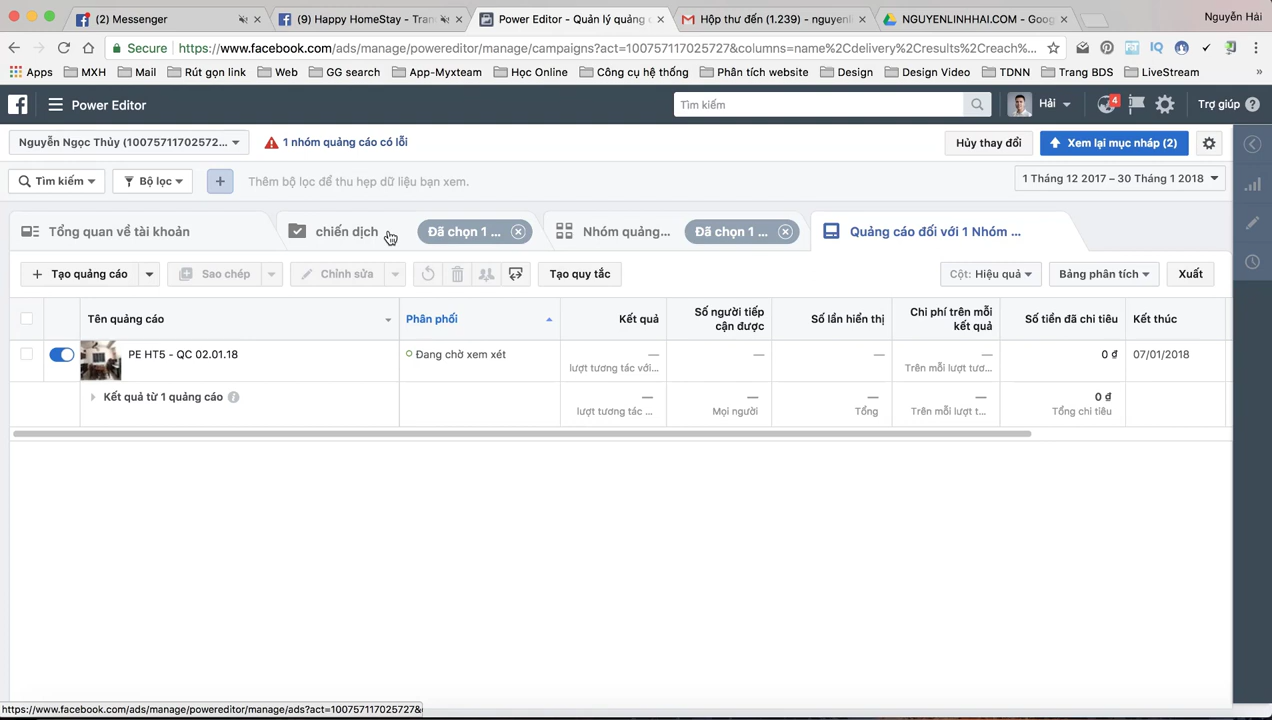 (2) Messenger
(9) Happy HomeStay - Tran
Power Editor - Quản lý quảng c
Hộp thư đến (1.239) - nguyenl
NGUYENLINHHAI.COM - Goog
Nguyễn Hải
Secure
https://www.facebook.com/ads/manage/powereditor/manage/campaigns?act=100757117025727&columns=name%2Cdelivery%2Cresults%2Creach%...
Apps
MXH
Mail
Rút gọn link
Web
GG search
App-Myxteam
Học Online
Công cụ hệ thống
Phân tích website
Design
Design Video
TDNN
Trang BDS
LiveStream
»
Power Editor
Tìm kiếm
Hải
4
Trợ giúp
Nguyễn Ngọc Thủy (10075711702572...
1 nhóm quảng cáo có lỗi
Hủy thay đổi
Xem lại mục nháp (2)
Tìm kiếm
Bộ lọc
+
Thêm bộ lọc để thu hẹp dữ liệu bạn xem.
1 Tháng 12 2017 – 30 Tháng 1 2018
Tổng quan về tài khoản
chiến dịch
Đã chọn 1 ...
Nhóm quảng...
Đã chọn 1 ...
Quảng cáo đối với 1 Nhóm ...
+ Tạo quảng cáo
Sao chép
Chỉnh sửa
Tạo quy tắc
Cột: Hiệu quả
Bảng phân tích
Xuất
Tên quảng cáo
Phân phối
Kết quả
Số người tiếp
cận được
Số lần hiển thị
Chi phí trên mỗi
kết quả
Số tiền đã chi tiêu
Kết thúc
PE HT5 - QC 02.01.18
Đang chờ xem xét
—
lượt tương tác với...
—
—
—
Trên mỗi lượt tươ...
0 ₫
07/01/2018
Kết quả từ 1 quảng cáo
—
lượt tương tác ...
—
Mọi người
—
Tổng
—
Trên mỗi lượt t...
0 ₫
Tổng chi tiêu
https://www.facebook.com/ads/manage/powereditor/manage/ads?act=100757117025727&